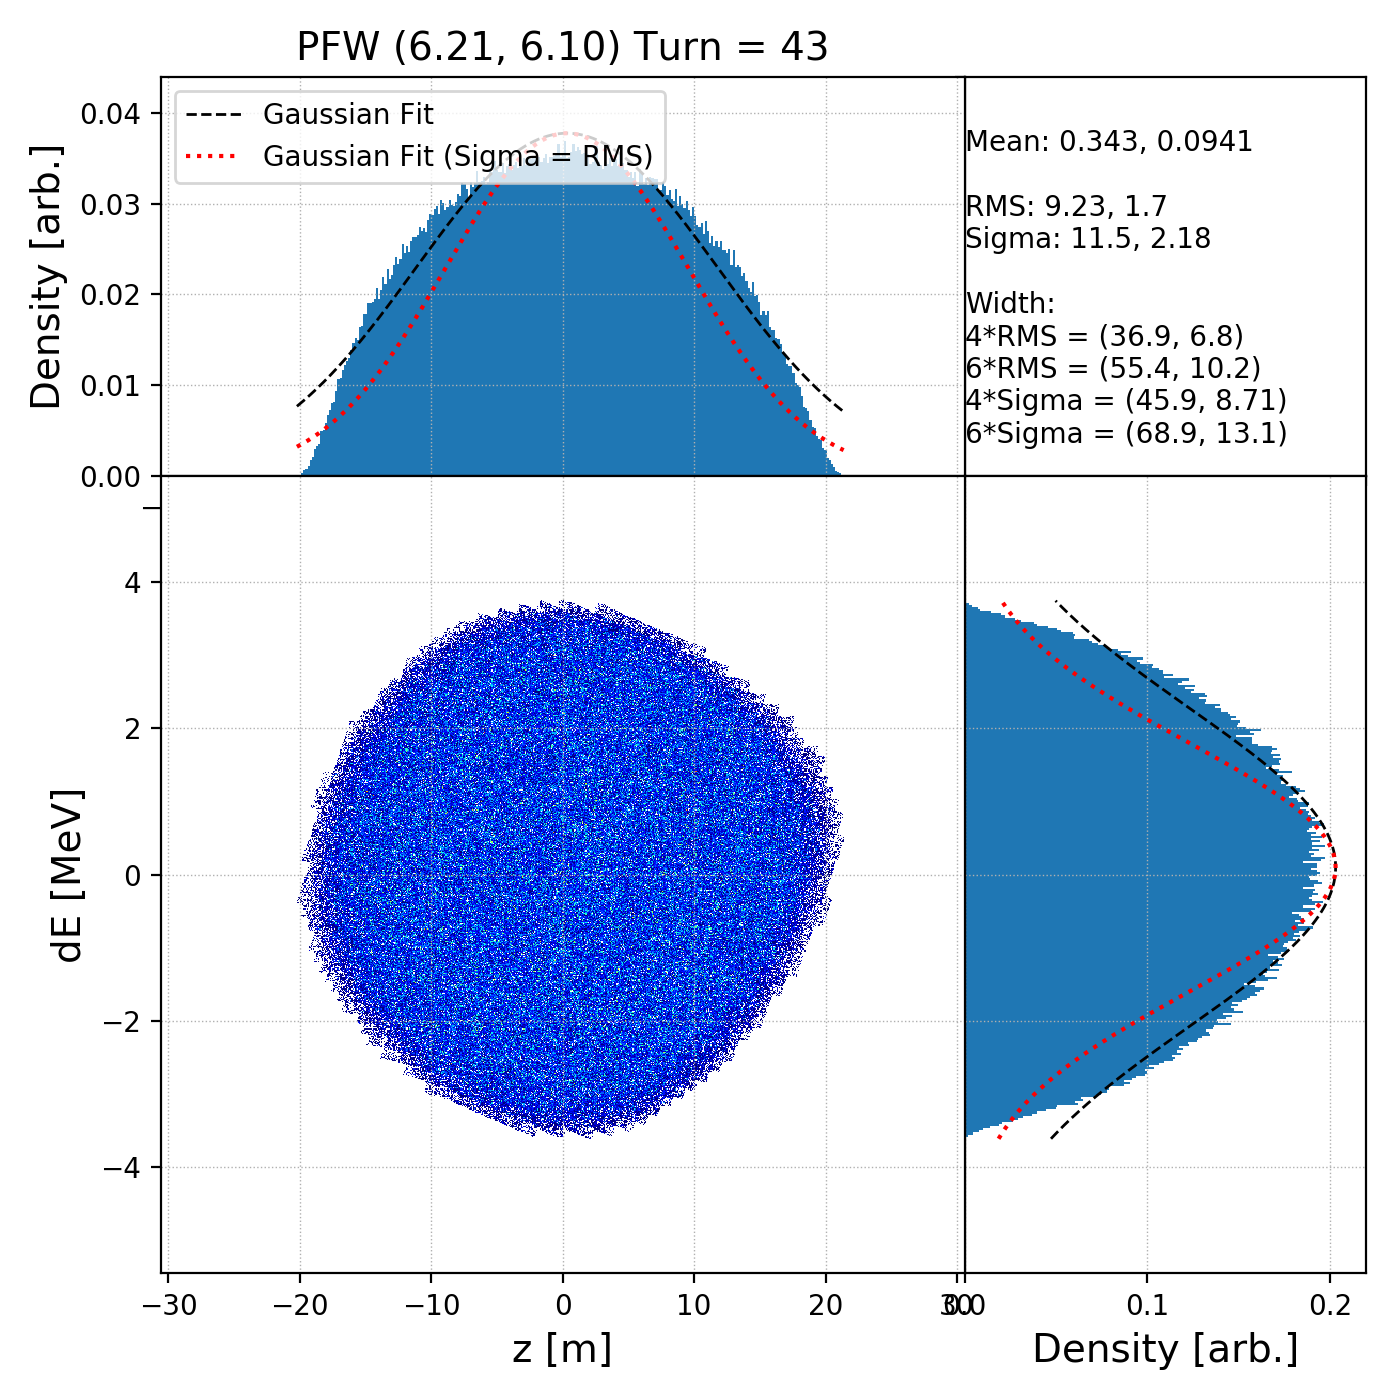 PFW (6.21, 6.10) Turn = 43
Gaussian Fit
Gaussian Fit (Sigma = RMS)
Density [arb.]
0.04
0.03
0.02
0.01
0.00
Mean: 0.343, 0.0941
RMS: 9.23, 1.7
Sigma: 11.5, 2.18
Width:
4*RMS = (36.9, 6.8)
6*RMS = (55.4, 10.2)
4*Sigma = (45.9, 8.71)
6*Sigma = (68.9, 13.1)
dE [MeV]
4
2
0
−2
−4
−30 −20 −10 0 10 20 30
z [m]
0.0 0.1 0.2
Density [arb.]